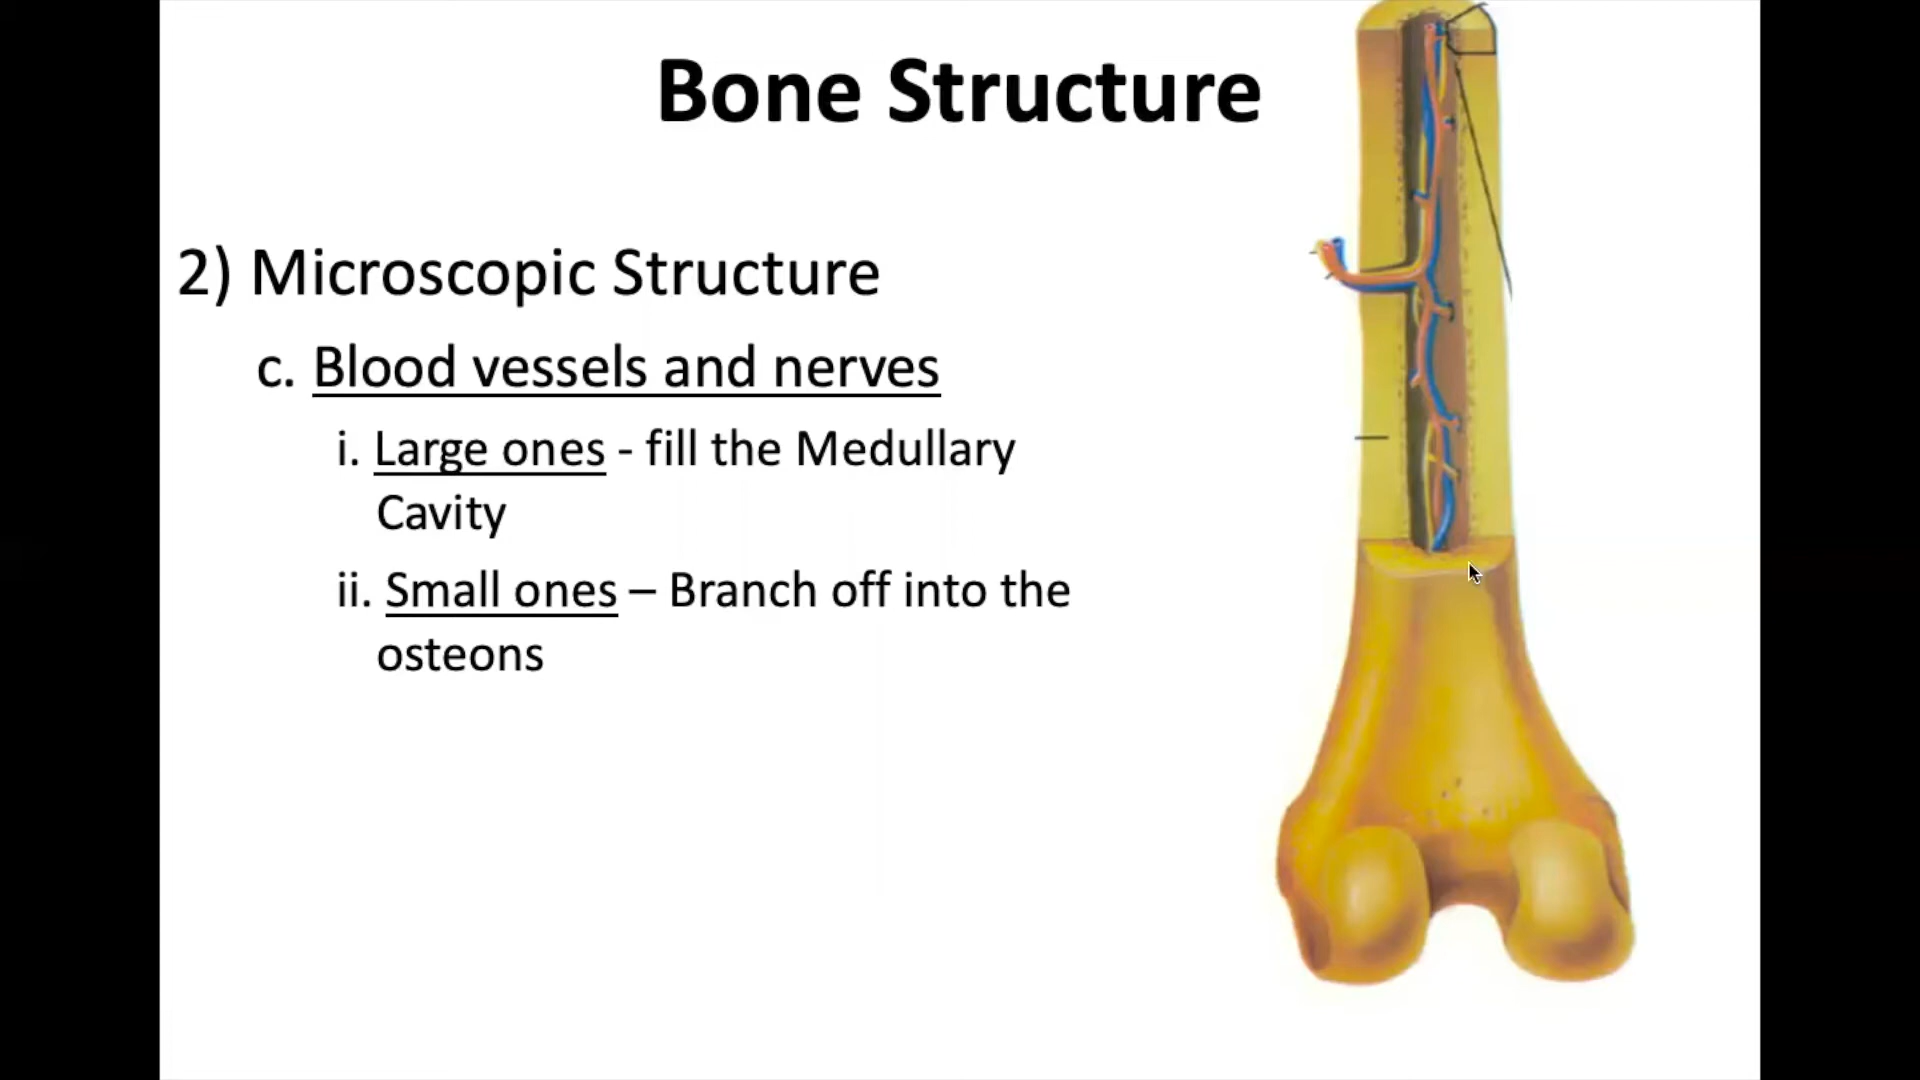 Bone Structure
2) Microscopic Structure
c. Blood vessels and nerves
i. Large ones - fill the Medullary
Cavity
ii. Small ones – Branch off into the
osteons